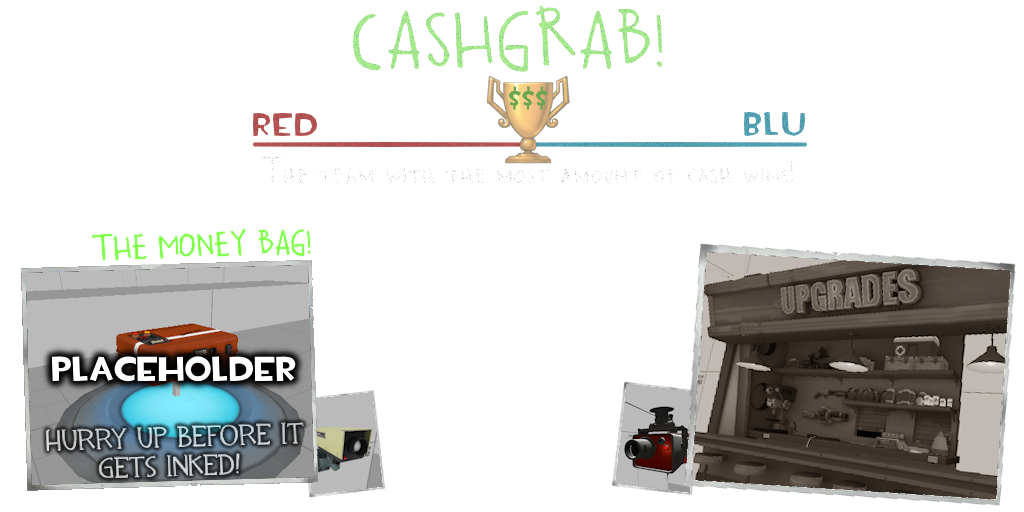 CASHGRAB!
$$$
RED BLU
THE TEAM WITH THE MOST AMOUNT OF CASH WINS!
THE MONEY BAG!
UPGRADES
PLACEHOLDER
HURRY UP BEFORE IT
GETS INKED!